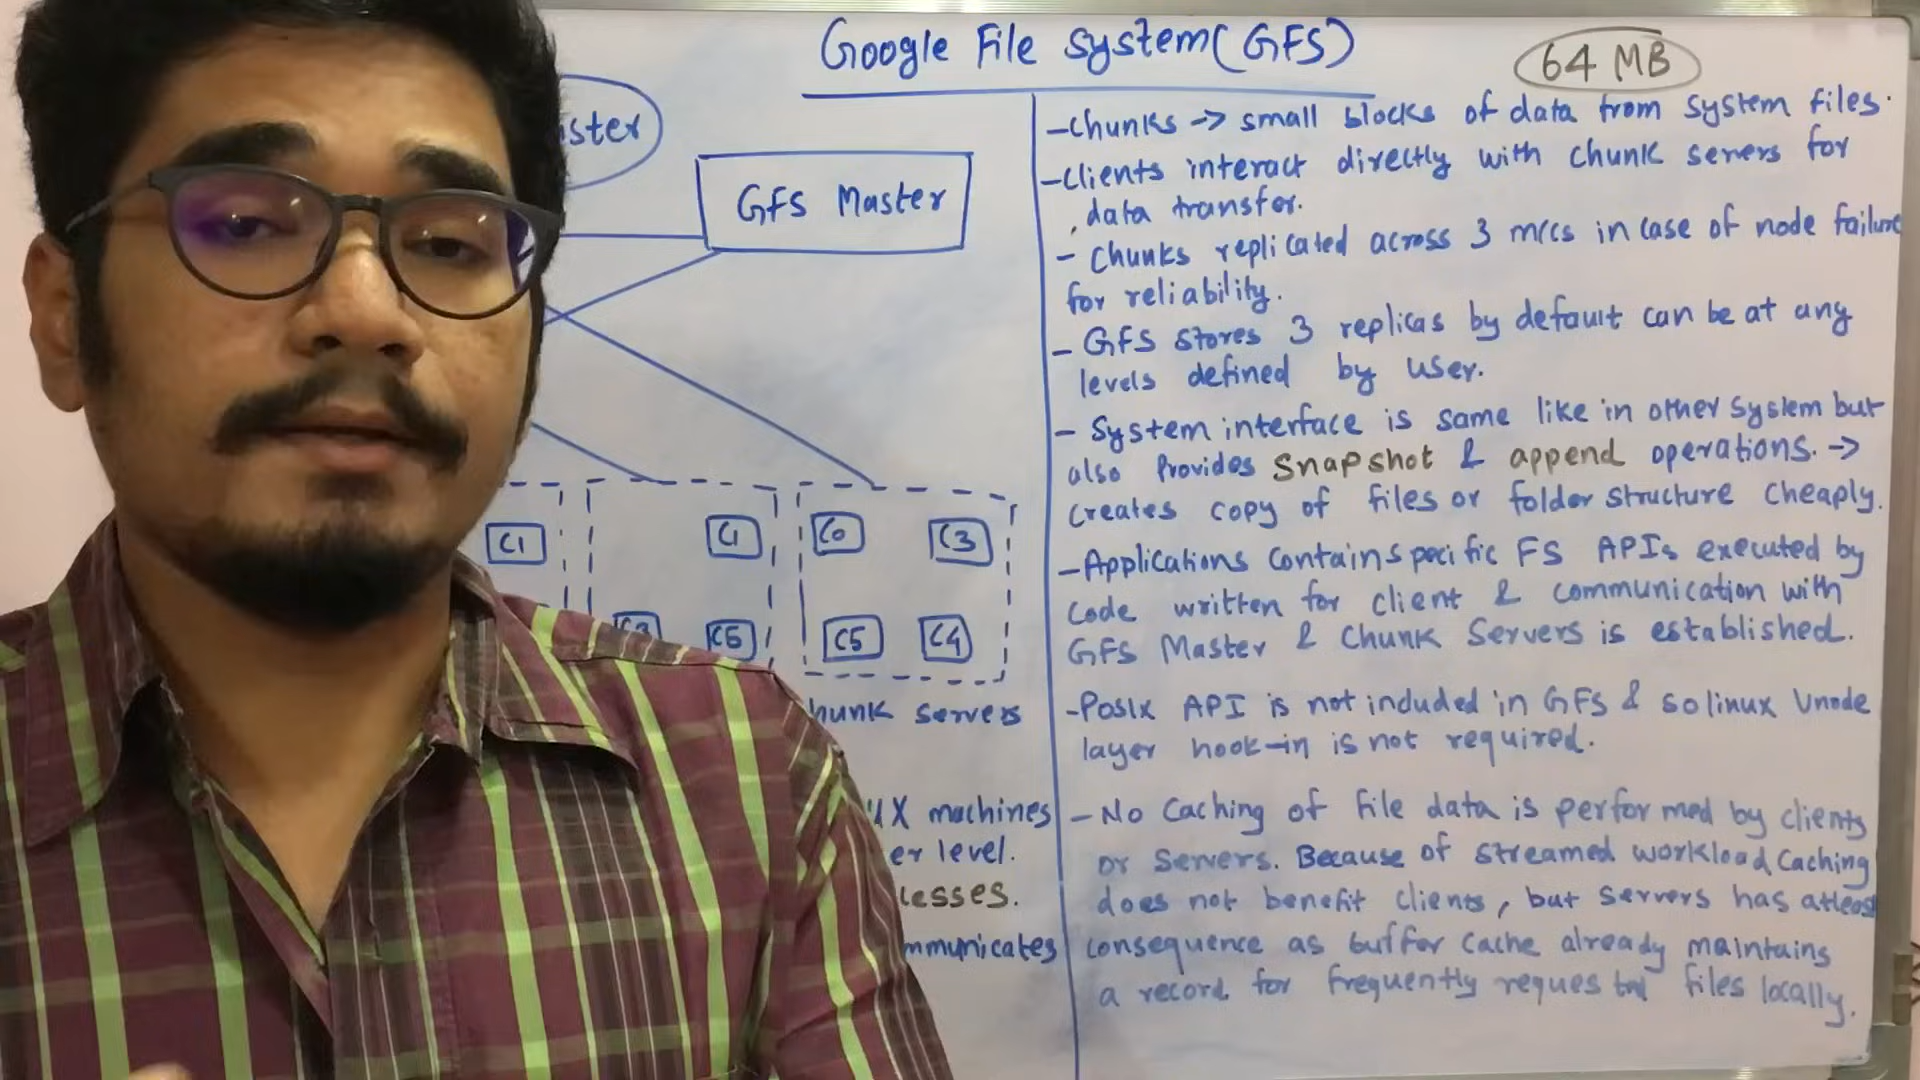 Google File System (GFS)
64 MB
ster
GFS Master
C1
C1
C0
C3
C3
C5
C5
C4
hunk servers
UX machines
er level.
cesses.
mmunicates
- Chunks -> small blocks of data from system files.
- Clients interact directly with chunk servers for
data transfer.
- Chunks replicated across 3 m/cs in case of node failure
for reliability.
- GFS stores 3 replicas by default can be at any
levels defined by user.
- System interface is same like in other system but
also Provides Snapshot & append operations. ->
creates copy of files or folder structure cheaply.
- Applications contain specific FS APIs executed by
code written for client & communication with
GFS Master & Chunk Servers is established.
- Posix API is not included in GFS & so linux Vnode
layer hook-in is not required.
- No Caching of file data is performed by clients
or servers. Because of streamed workload Caching
does not benefit clients, but servers has atleast
consequence as buffer cache already maintains
a record for frequently requested files locally.